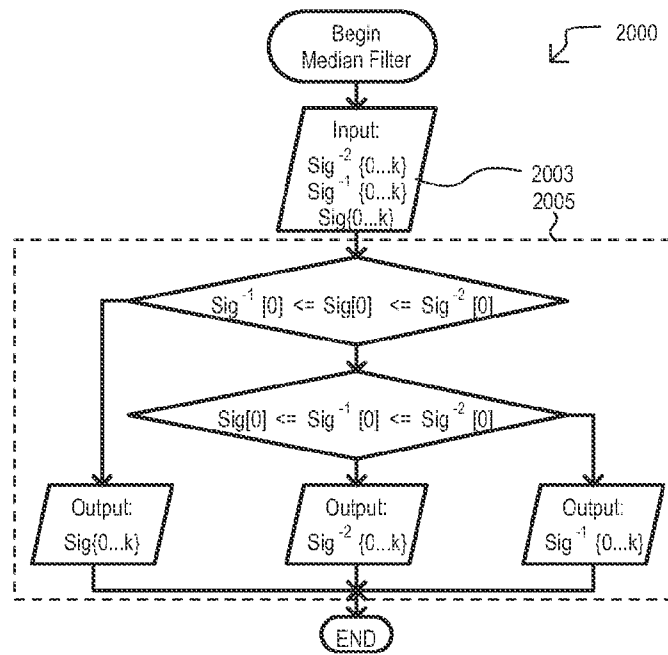 Begin
Median Filter
2000
Input:
Sig⁻² {0...k}
Sig⁻¹ {0...k}
Sig{0...k}
2003
2005
Sig⁻¹ [0] <= Sig[0] <= Sig⁻² [0]
Sig[0] <= Sig⁻¹ [0] <= Sig⁻² [0]
Output:
Sig{0...k}
Output:
Sig⁻² {0...k}
Output:
Sig⁻¹ {0...k}
END